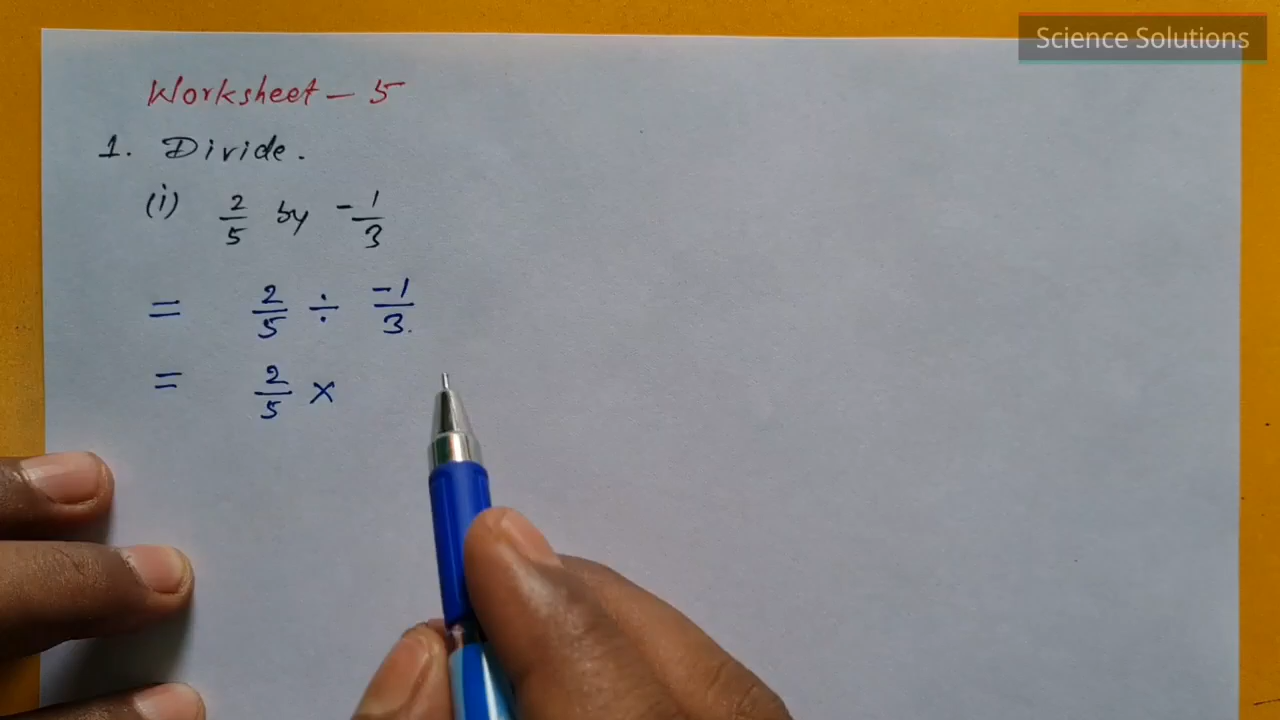 Science Solutions
Worksheet - 5
1. Divide.
(i) 2/5 by -1/3
= 2/5 ÷ -1/3
= 2/5 ×